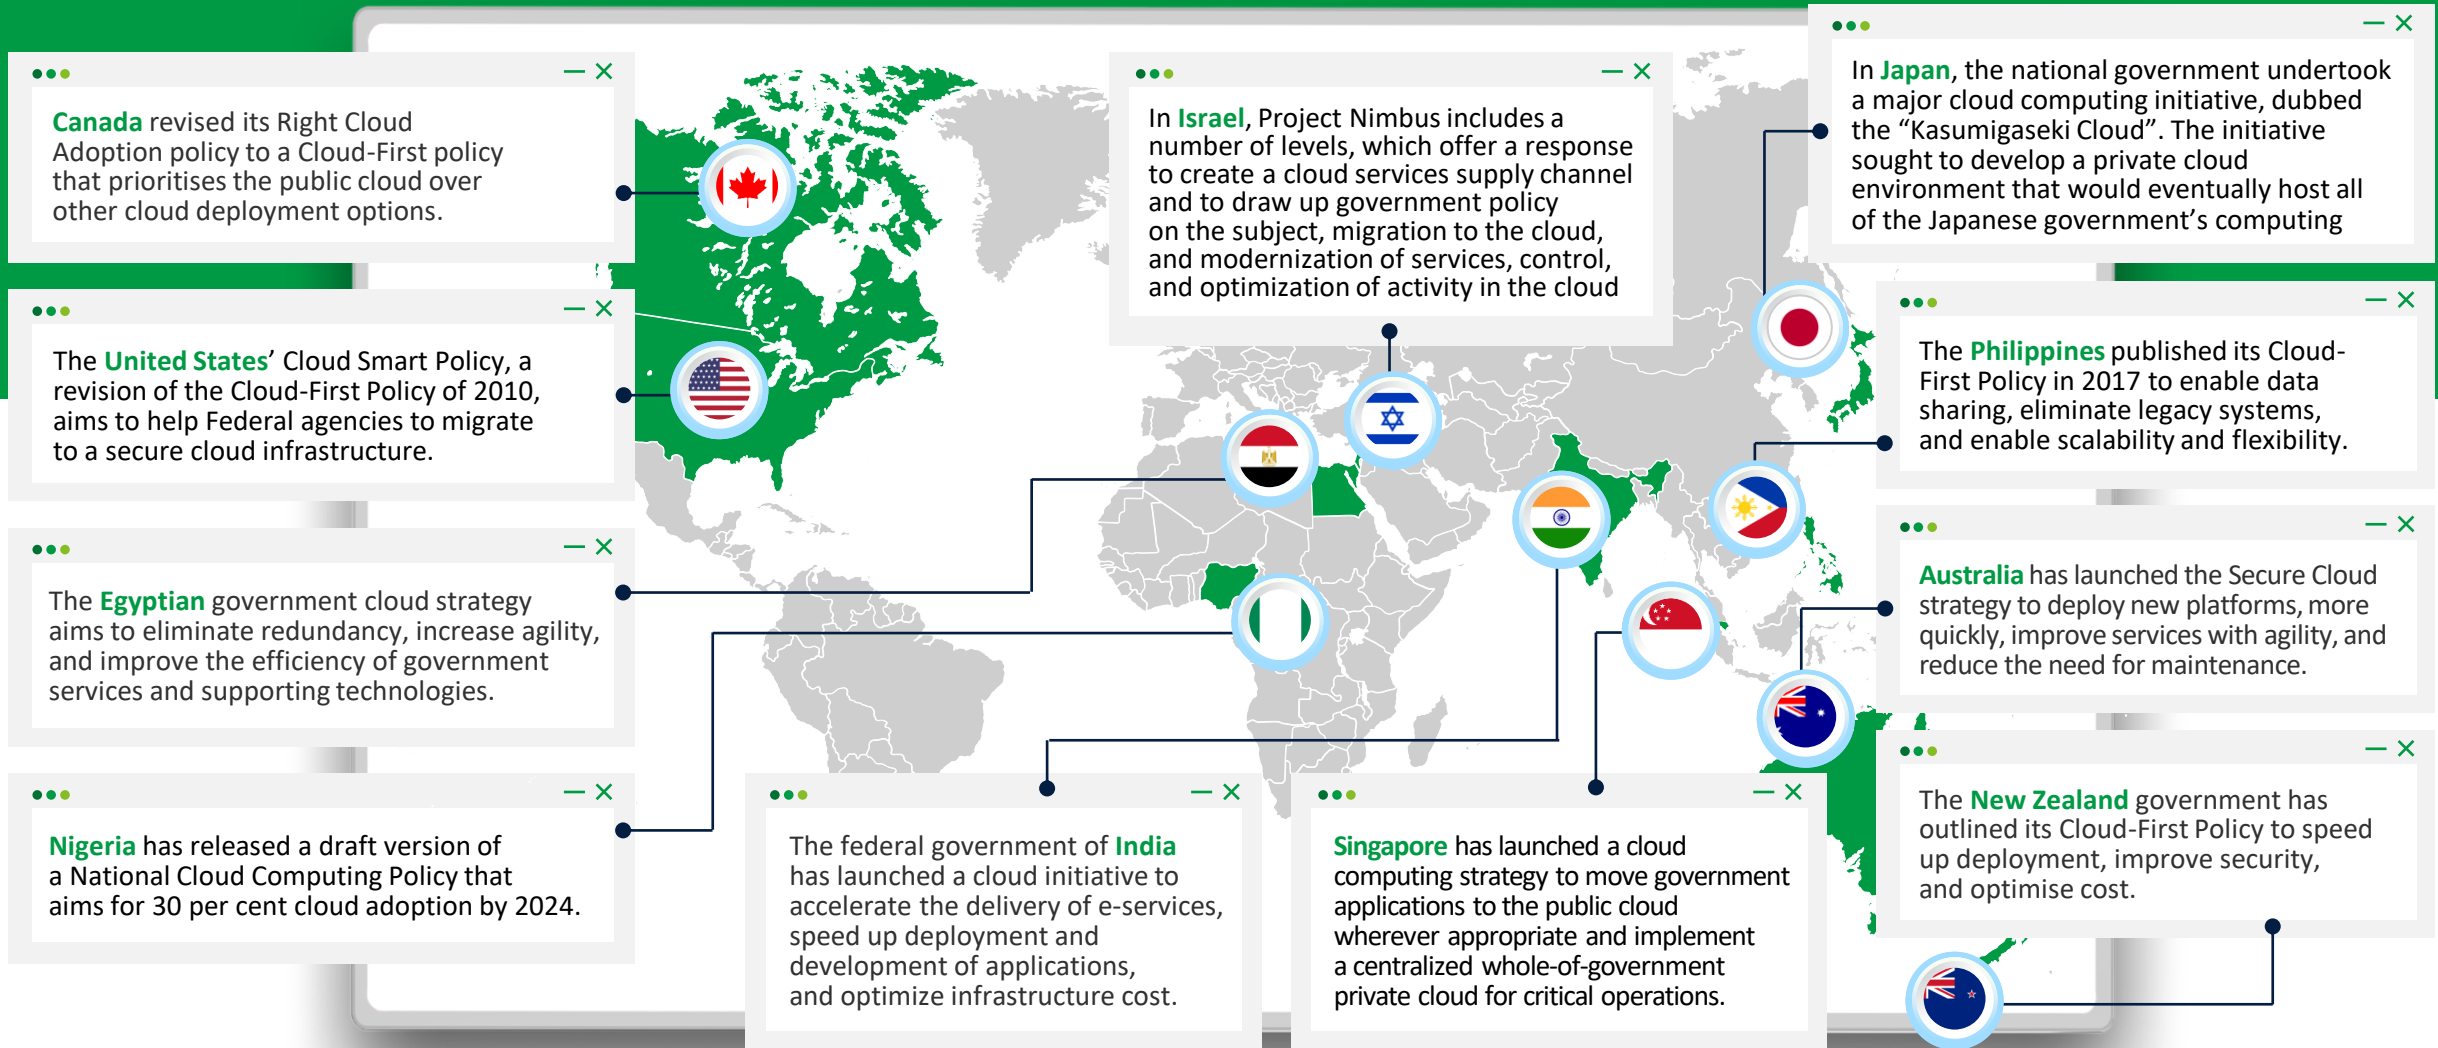 Canada revised its Right Cloud
Adoption policy to a Cloud-First policy
that prioritises the public cloud over
other cloud deployment options.
The United States’ Cloud Smart Policy, a
revision of the Cloud-First Policy of 2010,
aims to help Federal agencies to migrate
to a secure cloud infrastructure.
The Egyptian government cloud strategy
aims to eliminate redundancy, increase agility,
and improve the efficiency of government
services and supporting technologies.
Nigeria has released a draft version of
a National Cloud Computing Policy that
aims for 30 per cent cloud adoption by 2024.
In Israel, Project Nimbus includes a
number of levels, which offer a response
to create a cloud services supply channel
and to draw up government policy
on the subject, migration to the cloud,
and modernization of services, control,
and optimization of activity in the cloud
The federal government of India
has launched a cloud initiative to
accelerate the delivery of e-services,
speed up deployment and
development of applications,
and optimize infrastructure cost.
Singapore has launched a cloud
computing strategy to move government
applications to the public cloud
wherever appropriate and implement
a centralized whole-of-government
private cloud for critical operations.
In Japan, the national government undertook
a major cloud computing initiative, dubbed
the “Kasumigaseki Cloud”. The initiative
sought to develop a private cloud
environment that would eventually host all
of the Japanese government’s computing
The Philippines published its Cloud-
First Policy in 2017 to enable data
sharing, eliminate legacy systems,
and enable scalability and flexibility.
Australia has launched the Secure Cloud
strategy to deploy new platforms, more
quickly, improve services with agility, and
reduce the need for maintenance.
The New Zealand government has
outlined its Cloud-First Policy to speed
up deployment, improve security,
and optimise cost.